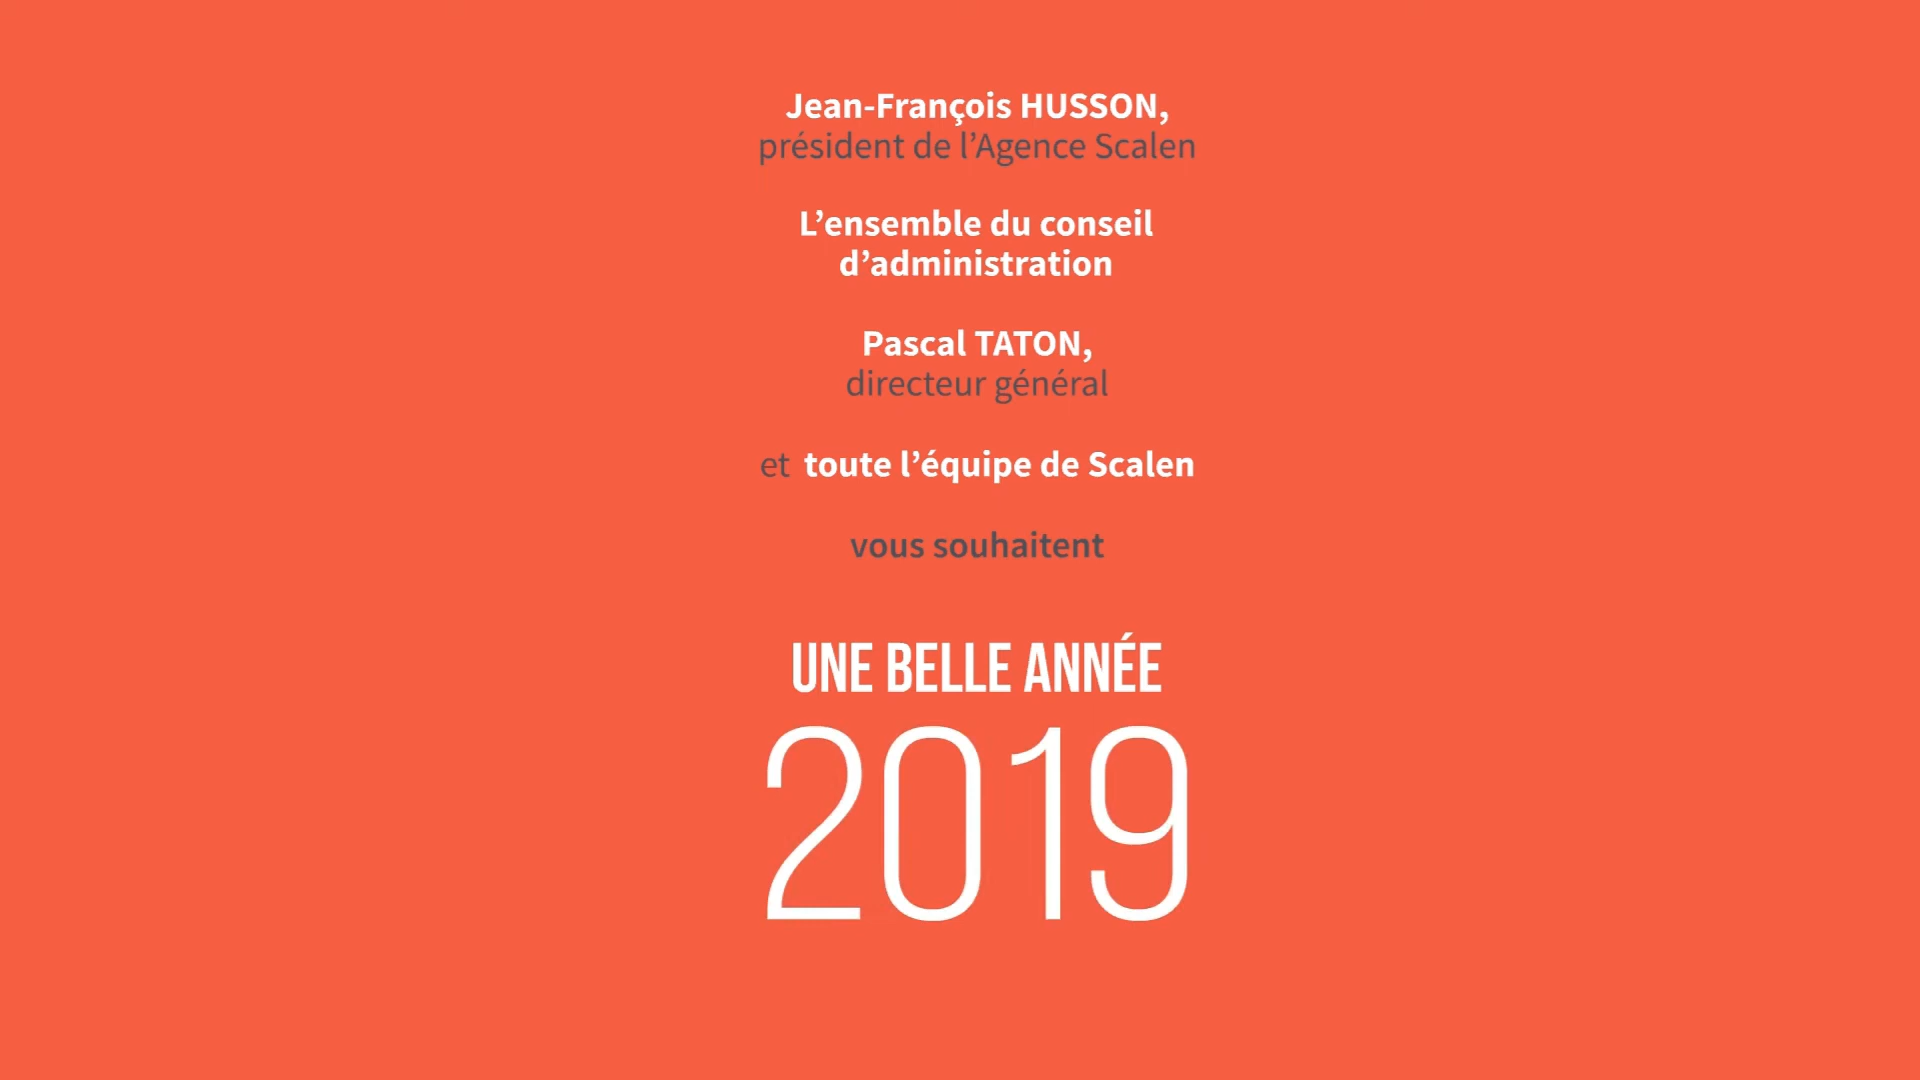 Jean-François HUSSON,
président de l’Agence Scalen
L’ensemble du conseil
d’administration
Pascal TATON,
directeur général
et toute l’équipe de Scalen
vous souhaitent
UNE BELLE ANNÉE
2019